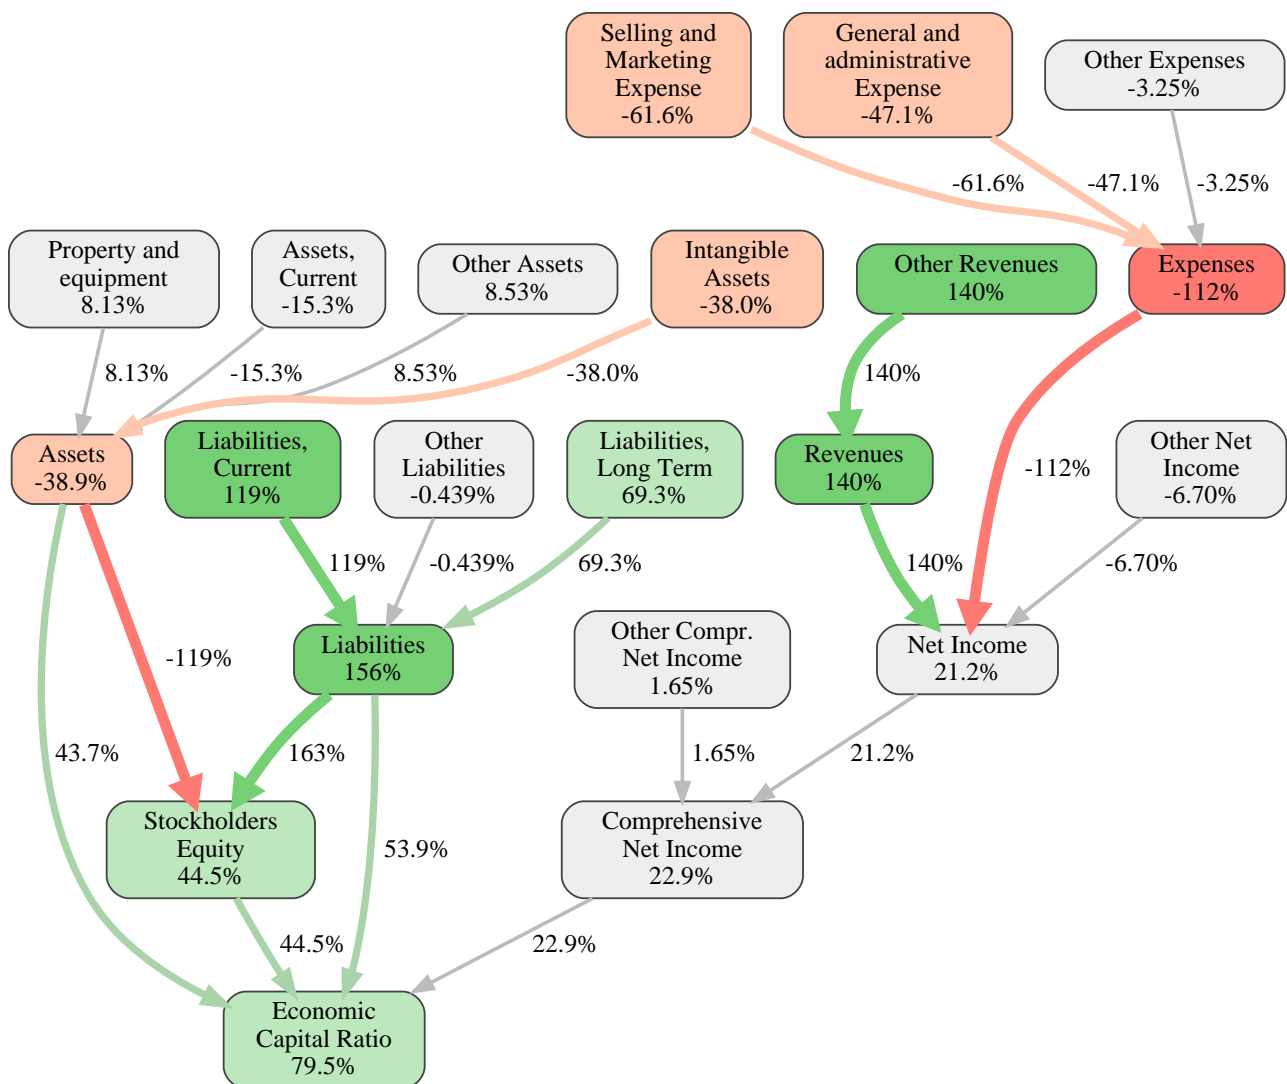 Selling and
Marketing
Expense
-61.6%
General and
administrative
Expense
-47.1%
Other Expenses
-3.25%
-61.6%
-47.1%
-3.25%
Property and
equipment
8.13%
Assets,
Current
-15.3%
Other Assets
8.53%
Intangible
Assets
-38.0%
Other Revenues
140%
Expenses
-112%
8.13%
-15.3%
8.53%
-38.0%
140%
-112%
Assets
-38.9%
Liabilities,
Current
119%
Other
Liabilities
-0.439%
Liabilities,
Long Term
69.3%
Revenues
140%
Other Net
Income
-6.70%
119%
-0.439%
69.3%
140%
-6.70%
-119%
Liabilities
156%
Other Compr.
Net Income
1.65%
Net Income
21.2%
43.7%
163%
1.65%
21.2%
Stockholders
Equity
44.5%
53.9%
Comprehensive
Net Income
22.9%
44.5%
22.9%
Economic
Capital Ratio
79.5%